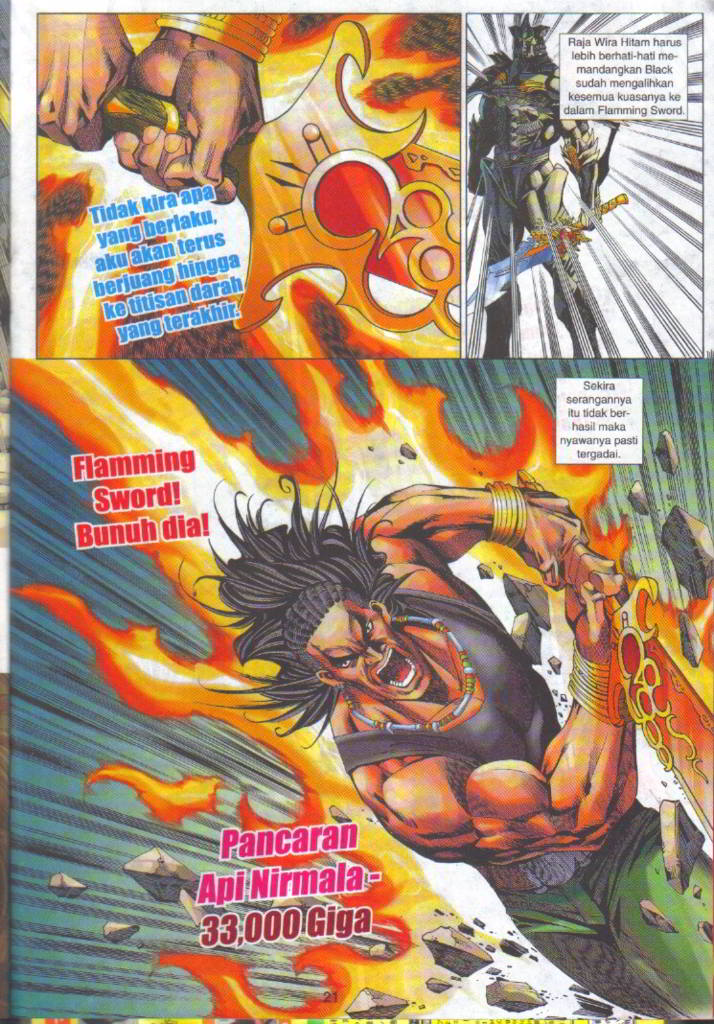 Tidak kira apa
yang berlaku,
aku akan terus
berjuang hingga
ke titisan darah
yang terakhir.
Raja Wira Hitam harus
lebih berhati-hati me-
mandangkan Black
sudah mengalihkan
kesemua kuasanya ke
dalam Flamming Sword.
Sekira
serangannya
itu tidak ber-
hasil maka
nyawanya pasti
tergadai.
Flamming
Sword!
Bunuh dia!
Pancaran
Api Nirmala -
33,000 Giga
21